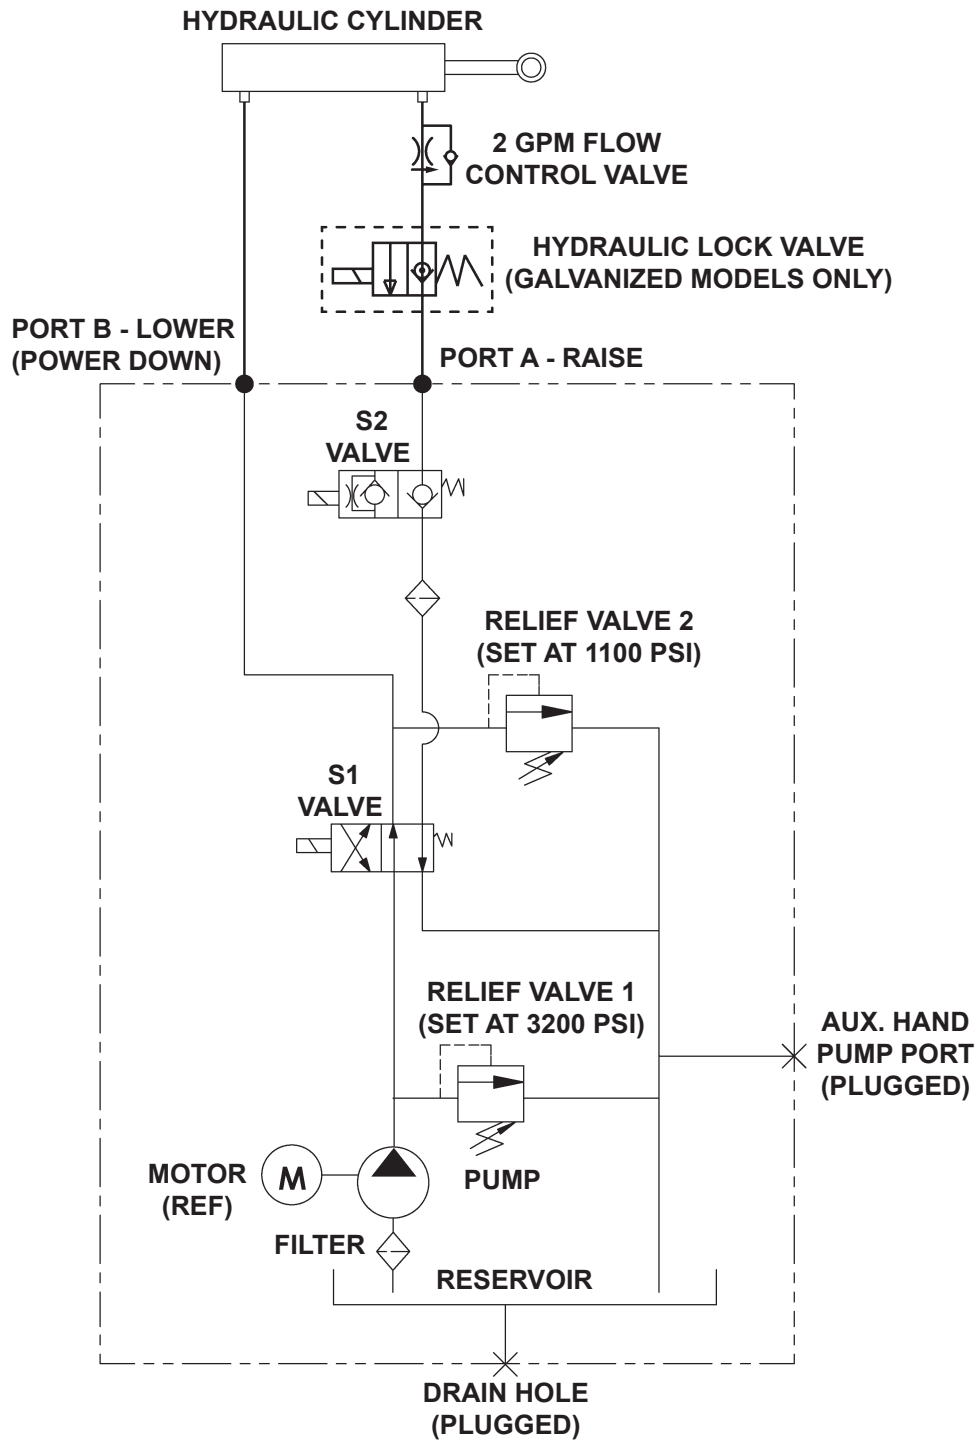 HYDRAULIC CYLINDER
2 GPM FLOW
CONTROL VALVE
HYDRAULIC LOCK VALVE
(GALVANIZED MODELS ONLY)
PORT B - LOWER
(POWER DOWN)
PORT A - RAISE
S2
VALVE
RELIEF VALVE 2
(SET AT 1100 PSI)
S1
VALVE
RELIEF VALVE 1
(SET AT 3200 PSI)
AUX. HAND
PUMP PORT
(PLUGGED)
MOTOR
(REF)
M
PUMP
FILTER
RESERVOIR
DRAIN HOLE
(PLUGGED)